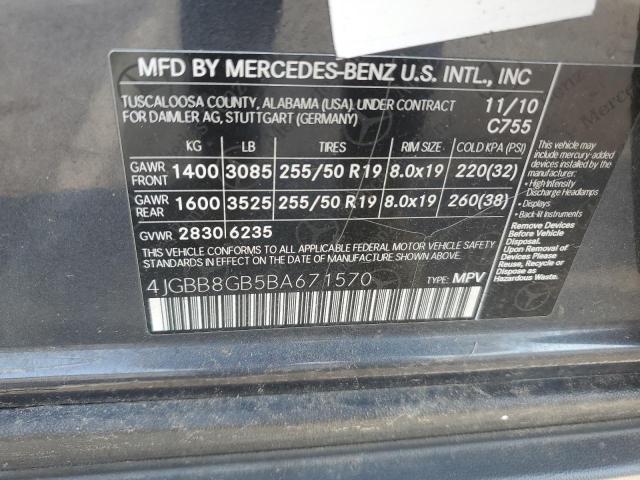 MFD BY MERCEDES-BENZ U.S. INTL., INC
TUSCALOOSA COUNTY, ALABAMA (USA), UNDER CONTRACT
FOR DAIMLER AG, STUTTGART (GERMANY)
11/10
C755
KG LB TIRES RIM SIZE COLD KPA (PSI)
GAWR FRONT 1400 3085 255/50 R19 8.0x19 220(32)
GAWR REAR 1600 3525 255/50 R19 8.0x19 260(38)
GVWR 2830 6235
THIS VEHICLE CONFORMS TO ALL APPLICABLE FEDERAL MOTOR VEHICLE SAFETY
STANDARDS IN EFFECT ON THE DATE OF MANUFACTURE SHOWN ABOVE.
4JGBB8GB5BA671570 TYPE: MPV
This vehicle may
include mercury-added
devices installed by the
manufacturer:
• High Intensity
Discharge Headlamps
• Displays
• Back-lit Instruments
Remove Devices
Before Vehicle
Disposal.
Upon Removal of
Devices Please
Reuse, Recycle or
Dispose as
Hazardous Waste.
Mercedes-